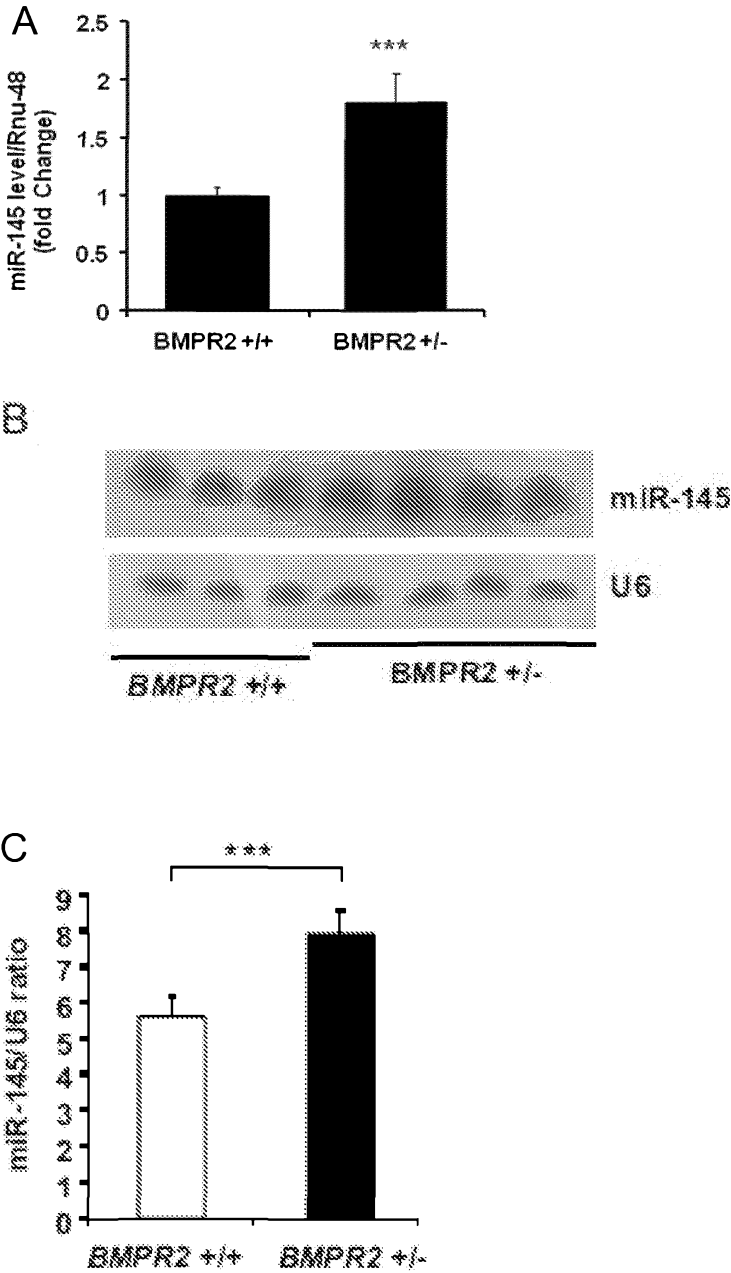 A
miR-145 level/Rnu-48
(fold Change)
2.5
2
1.5
1
0.5
0
***
BMPR2 +/+ BMPR2 +/-
B
miR-145
U6
BMPR2 +/+ BMPR2 +/-
C
***
miR-145/U6 ratio
9
8
7
6
5
4
3
2
1
0
BMPR2 +/+ BMPR2 +/-